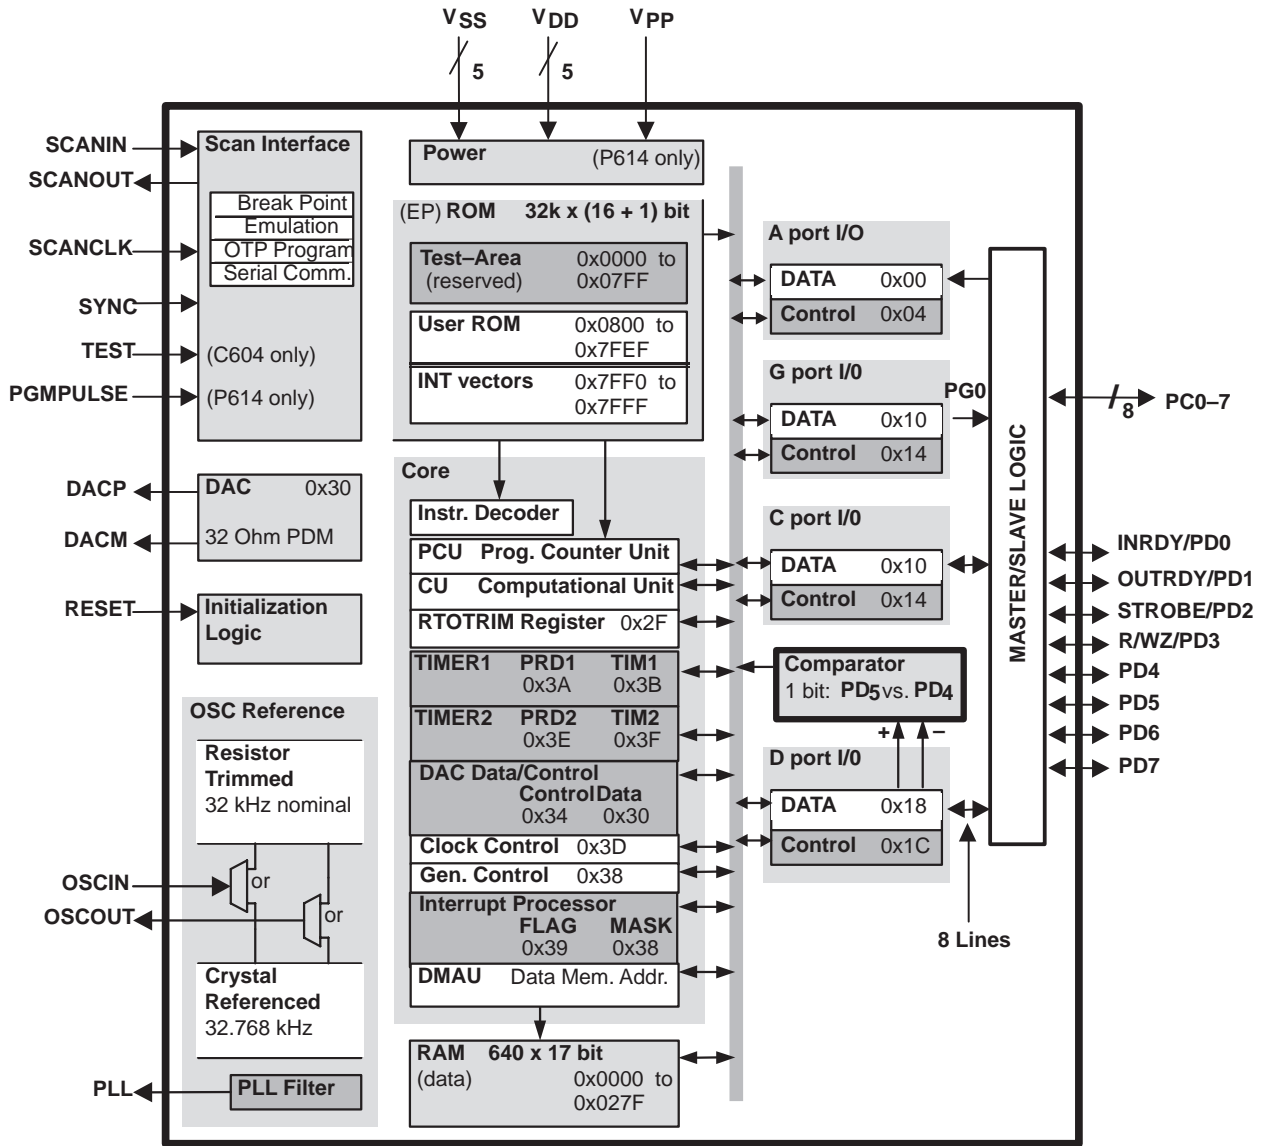 VSS VDD VPP
5 5
SCANIN
SCANOUT
SCANCLK
SYNC
TEST
PGMPULSE
Scan Interface
Break Point
Emulation
OTP Program
Serial Comm.
(C604 only)
(P614 only)
DACP
DACM
DAC 0x30
32 Ohm PDM
RESET
Initialization
Logic
OSC Reference
Resistor
Trimmed
32 kHz nominal
OSCIN
or
OSCOUT
or
Crystal
Referenced
32.768 kHz
PLL
PLL Filter
Power (P614 only)
(EP) ROM 32k x (16 + 1) bit
Test–Area 0x0000 to
(reserved) 0x07FF
User ROM 0x0800 to
0x7FEF
INT vectors 0x7FF0 to
0x7FFF
Core
Instr. Decoder
PCU Prog. Counter Unit
CU Computational Unit
RTOTRIM Register 0x2F
TIMER1 PRD1 TIM1
0x3A 0x3B
TIMER2 PRD2 TIM2
0x3E 0x3F
DAC Data/Control
Control Data
0x34 0x30
Clock Control 0x3D
Gen. Control 0x38
Interrupt Processor
FLAG MASK
0x39 0x38
DMAU Data Mem. Addr.
RAM 640 x 17 bit
(data) 0x0000 to
0x027F
A port I/O
DATA 0x00
Control 0x04
G port I/0
PG0
DATA 0x10
Control 0x14
C port I/0
DATA 0x10
Control 0x14
Comparator
1 bit: PD5 vs. PD4
+ –
D port I/0
DATA 0x18
Control 0x1C
8 Lines
MASTER/SLAVE LOGIC
8 PC0–7
INRDY/PD0
OUTRDY/PD1
STROBE/PD2
R/WZ/PD3
PD4
PD5
PD6
PD7